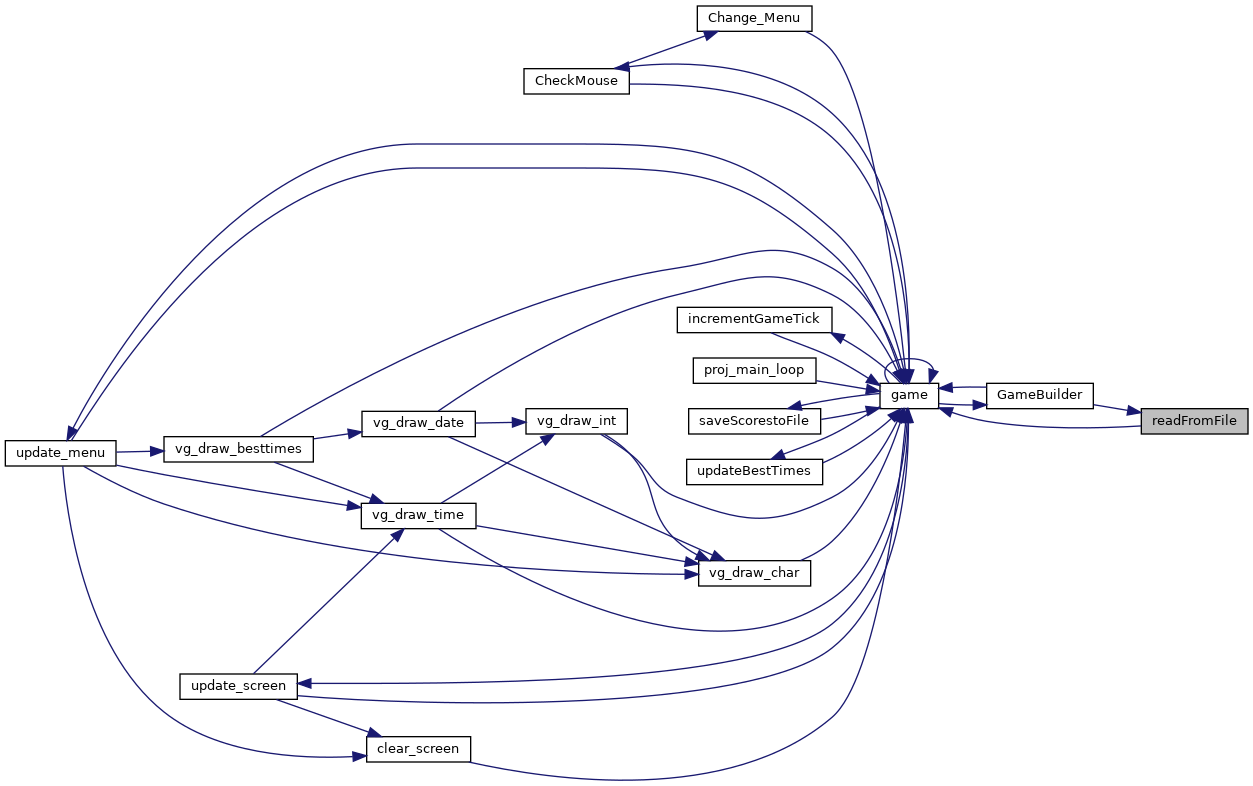 Change_Menu
CheckMouse
incrementGameTick
proj_main_loop
game
GameBuilder
saveScorestoFile
readFromFile
vg_draw_date
vg_draw_int
vg_draw_besttimes
update_menu
updateBestTimes
vg_draw_time
vg_draw_char
update_screen
clear_screen